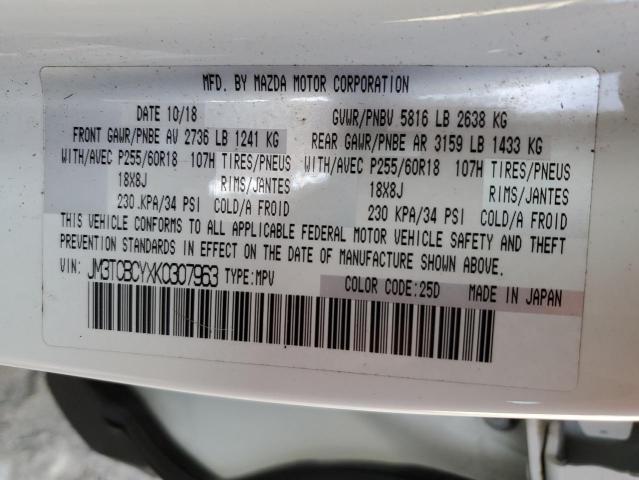 MFD. BY MAZDA MOTOR CORPORATION
DATE 10/18 GVWR/PNBV 5816 LB 2638 KG
FRONT GAWR/PNBE AV 2736 LB 1241 KG REAR GAWR/PNBE AR 3159 LB 1433 KG
WITH/AVEC P255/60R18 107H TIRES/PNEUS WITH/AVEC P255/60R18 107H TIRES/PNEUS
18X8J RIMS/JANTES 18X8J RIMS/JANTES
230 KPA/34 PSI COLD/A FROID 230 KPA/34 PSI COLD/A FROID
THIS VEHICLE CONFORMS TO ALL APPLICABLE FEDERAL MOTOR VEHICLE SAFETY AND THEFT
PREVENTION STANDARDS IN EFFECT ON THE DATE OF MANUFACTURE SHOWN ABOVE.
VIN: JM3TCBCYXK0307963 TYPE: MPV
COLOR CODE: 25D MADE IN JAPAN